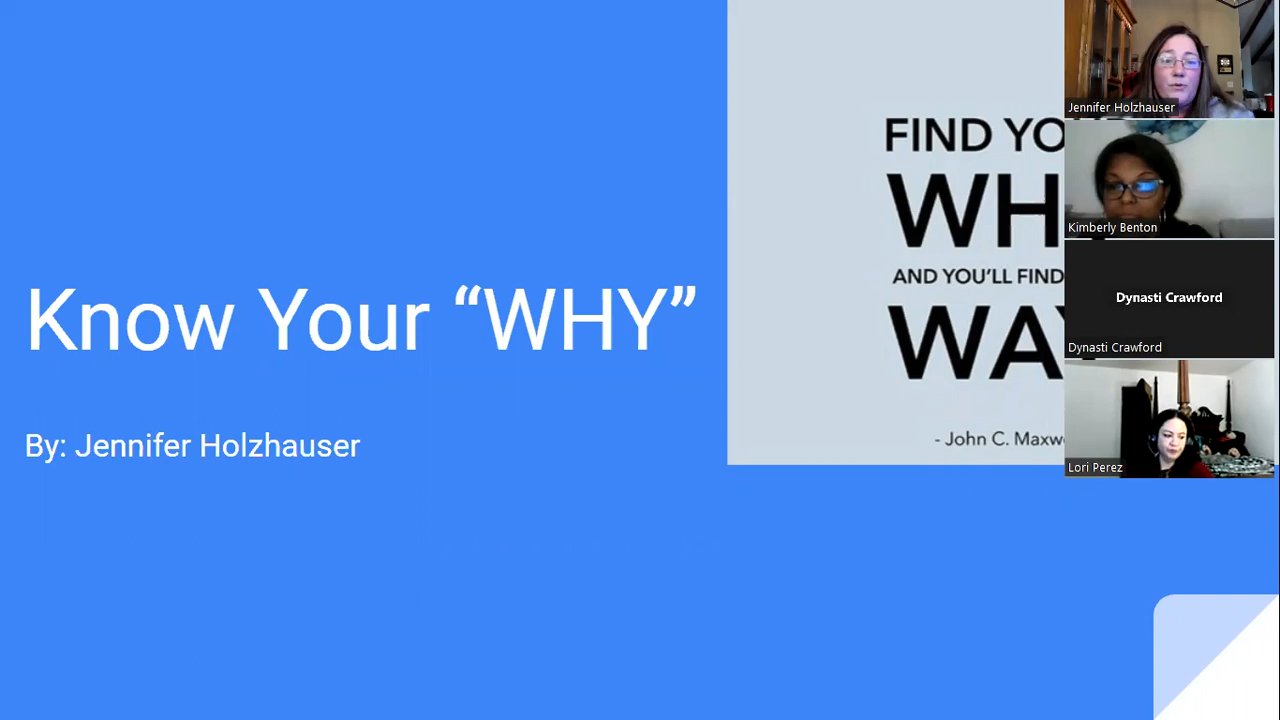 FIND YO
WH
AND YOU'LL FIND
WAY
- John C. Maxw
Know Your “WHY”
By: Jennifer Holzhauser
Jennifer Holzhauser
Kimberly Benton
Dynasti Crawford
Dynasti Crawford
Lori Perez